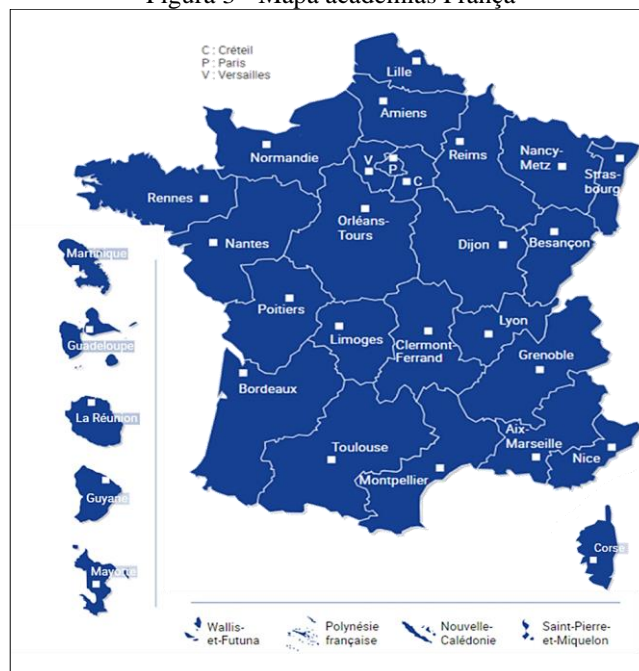 Figura 3 - Mapa academias França
C : Créteil
P : Paris
V : Versailles
Lille
Amiens
Normandie
Reims
Nancy-
Metz
Stras-
bourg
V
P
C
Rennes
Orléans-
Tours
Nantes
Dijon
Besançon
Martinique
Poitiers
Limoges
Clermont-
Ferrand
Lyon
Guadeloupe
Grenoble
Bordeaux
La Réunion
Aix-
Marseille
Toulouse
Nice
Montpellier
Guyane
Corse
Mayotte
Wallis-
et-Futuna
Polynésie
française
Nouvelle-
Calédonie
Saint-Pierre-
et-Miquelon